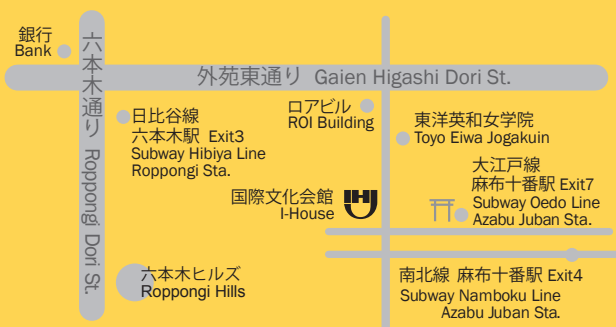 銀行
Bank
六本木通り Roppongi Dori St.
外苑東通り Gaien Higashi Dori St.
日比谷線
六本木駅 Exit3
Subway Hibiya Line
Roppongi Sta.
ロアビル
ROI Building
東洋英和女学院
Toyo Eiwa Jogakuin
大江戸線
麻布十番駅 Exit7
Subway Oedo Line
Azabu Juban Sta.
国際文化会館
I-House
IHJ
六本木ヒルズ
Roppongi Hills
南北線 麻布十番駅 Exit4
Subway Namboku Line
Azabu Juban Sta.